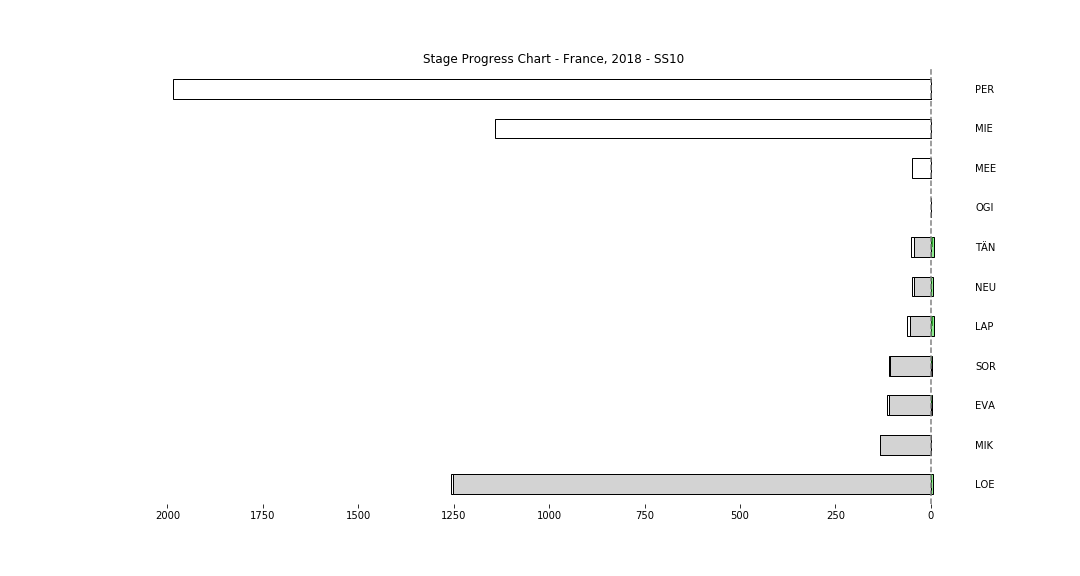 Stage Progress Chart - France, 2018 - SS10
PER
MIE
MEE
OGI
TÄN
NEU
LAP
SOR
EVA
MIK
LOE
2000 1750 1500 1250 1000 750 500 250 0